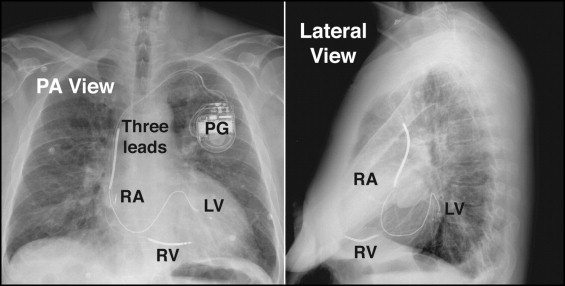 PA View
Three
leads
PG
RA
LV
RV
Lateral
View
RA
LV
RV